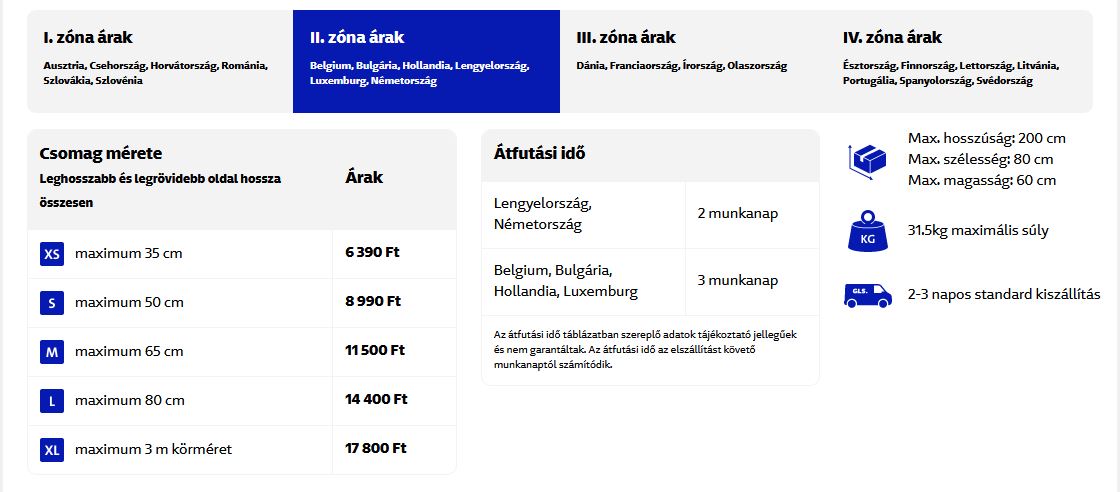 I. zóna árak
Ausztria, Csehország, Horvátország, Románia,
Szlovákia, Szlovénia
II. zóna árak
Belgium, Bulgária, Hollandia, Lengyelország,
Luxemburg, Németország
III. zóna árak
Dánia, Franciaország, Írország, Olaszország
IV. zóna árak
Észtország, Finnország, Lettország, Litvánia,
Portugália, Spanyolország, Svédország
Csomag mérete
Leghosszabb és legrövidebb oldal hossza
összesen
Árak
XS maximum 35 cm 6 390 Ft
S maximum 50 cm 8 990 Ft
M maximum 65 cm 11 500 Ft
L maximum 80 cm 14 400 Ft
XL maximum 3 m körméret 17 800 Ft
Átfutási idő
Lengyelország,
Németország
2 munkanap
Belgium, Bulgária,
Hollandia, Luxemburg
3 munkanap
Az átfutási idő táblázatban szereplő adatok tájékoztató jellegűek
és nem garantáltak. Az átfutási idő az elszállítást követő
munkanaptól számítódik.
Max. hosszúság: 200 cm
Max. szélesség: 80 cm
Max. magasság: 60 cm
KG
31.5kg maximális súly
GLS.
2-3 napos standard kiszállítás